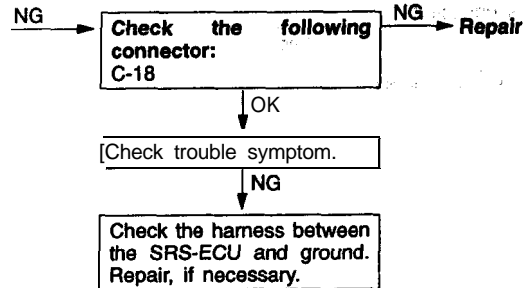 NG
Check the following
connector:
C-18
NG
Repair
OK
[Check trouble symptom.
NG
Check the harness between
the SRS-ECU and ground.
Repair, if necessary.